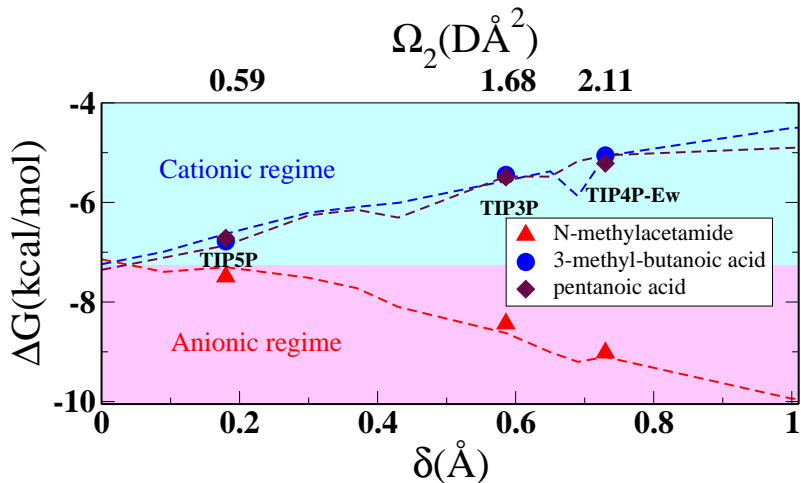 Ω₂(DÅ²)
0.59 1.68 2.11
-4
-6
-8
-10
ΔG(kcal/mol)
Cationic regime
TIP5P
TIP3P
TIP4P-Ew
N-methylacetamide
3-methyl-butanoic acid
pentanoic acid
Anionic regime
0 0.2 0.4 0.6 0.8 1
δ(Å)